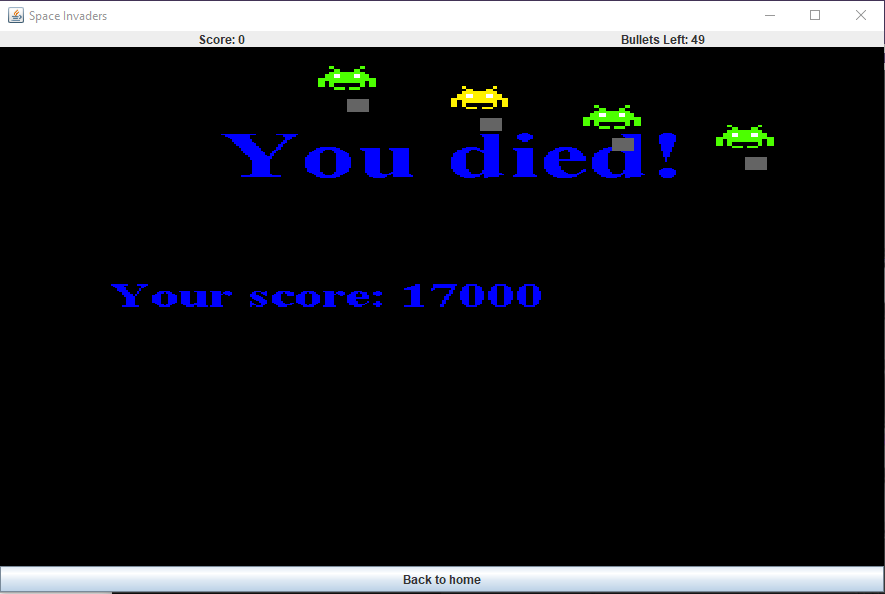 Space Invaders
Score: 0
Bullets Left: 49
You died!
Your score: 17000
Back to home